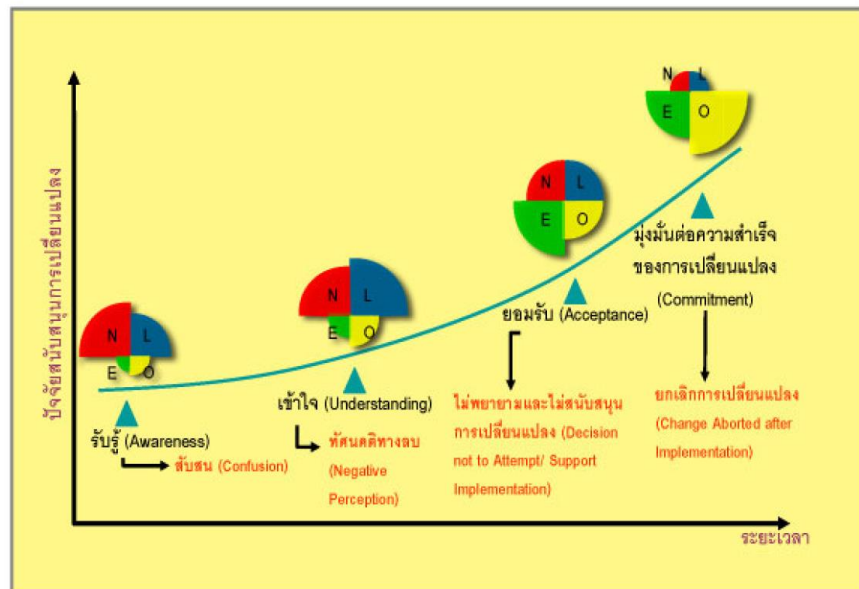 ปัจจัยสนับสนุนการเปลี่ยนแปลง
N L
E O
รับรู้ (Awareness)
สับสน (Confusion)
N L
E O
เข้าใจ (Understanding)
ทัศนคติทางลบ
(Negative
Perception)
N L
E O
ยอมรับ (Acceptance)
ไม่พยายามและไม่สนับสนุน
การเปลี่ยนแปลง (Decision
not to Attempt/ Support
Implementation)
N L
E O
มุ่งมั่นต่อความสำเร็จ
ของการเปลี่ยนแปลง
(Commitment)
ยกเลิกการเปลี่ยนแปลง
(Change Aborted after
Implementation)
ระยะเวลา